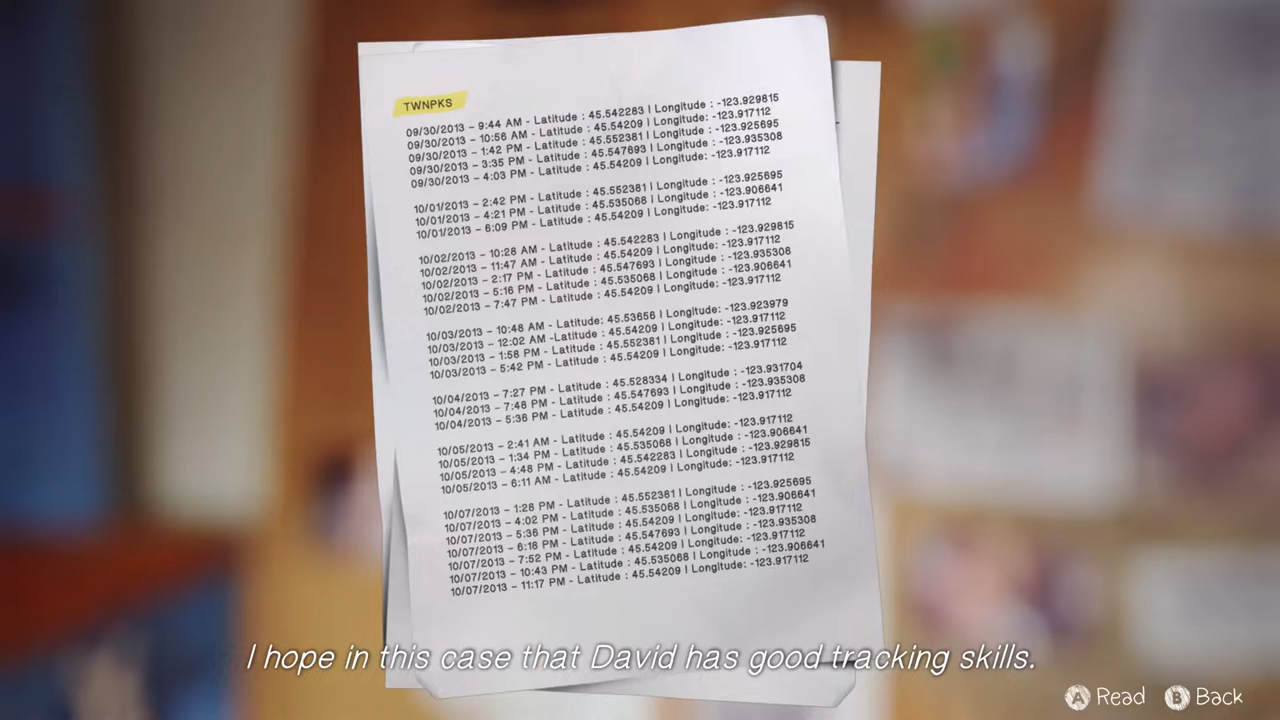 TWNPKS
09/30/2013 - 9:44 AM - Latitude : 45.542283 | Longitude : -123.929815
09/30/2013 - 10:56 AM - Latitude : 45.54209 | Longitude: -123.917112
09/30/2013 - 1:42 PM - Latitude : 45.552381 | Longitude : -123.925695
09/30/2013 - 3:35 PM - Latitude : 45.547693 | Longitude : -123.935308
09/30/2013 - 4:03 PM - Latitude : 45.54209 | Longitude: -123.917112
10/01/2013 - 2:42 PM - Latitude : 45.552381 | Longitude : -123.925695
10/01/2013 - 4:21 PM - Latitude : 45.535068 | Longitude : -123.906641
10/01/2013 - 6:09 PM - Latitude : 45.54209 | Longitude: -123.917112
10/02/2013 - 10:28 AM - Latitude : 45.542283 | Longitude : -123.929815
10/02/2013 - 11:47 AM - Latitude : 45.54209 | Longitude: -123.917112
10/02/2013 - 2:17 PM - Latitude : 45.547693 | Longitude : -123.935308
10/02/2013 - 5:16 PM - Latitude : 45.535068 | Longitude : -123.906641
10/02/2013 - 7:47 PM - Latitude : 45.54209 | Longitude: -123.917112
10/03/2013 - 10:48 AM - Latitude: 45.53656 | Longitude: -123.923979
10/03/2013 - 12:02 AM -Latitude : 45.54209 | Longitude: -123.917112
10/03/2013 - 1:58 PM - Latitude : 45.552381 | Longitude : -123.925695
10/03/2013 - 5:42 PM - Latitude : 45.54209 | Longitude: -123.917112
10/04/2013 - 7:27 PM - Latitude : 45.528334 | Longitude : -123.931704
10/04/2013 - 7:48 PM - Latitude : 45.547693 | Longitude : -123.935308
10/04/2013 - 5:36 PM - Latitude : 45.54209 | Longitude: -123.917112
10/05/2013 - 2:41 AM - Latitude : 45.54209 | Longitude: -123.917112
10/05/2013 - 1:34 PM - Latitude : 45.535068 | Longitude : -123.906641
10/05/2013 - 4:48 PM - Latitude : 45.542283 | Longitude : -123.929815
10/05/2013 - 6:11 AM - Latitude : 45.54209 | Longitude: -123.917112
10/07/2013 - 1:28 PM - Latitude : 45.552381 | Longitude : -123.925695
10/07/2013 - 4:02 PM - Latitude : 45.535068 | Longitude : -123.906641
10/07/2013 - 5:36 PM - Latitude : 45.54209 | Longitude: -123.917112
10/07/2013 - 6:18 PM - Latitude : 45.547693 | Longitude : -123.935308
10/07/2013 - 7:52 PM - Latitude : 45.54209 | Longitude: -123.917112
10/07/2013 - 10:43 PM - Latitude : 45.535068 | Longitude : -123.906641
10/07/2013 - 11:17 PM - Latitude : 45.54209 | Longitude: -123.917112
I hope in this case that David has good tracking skills.
A Read B Back